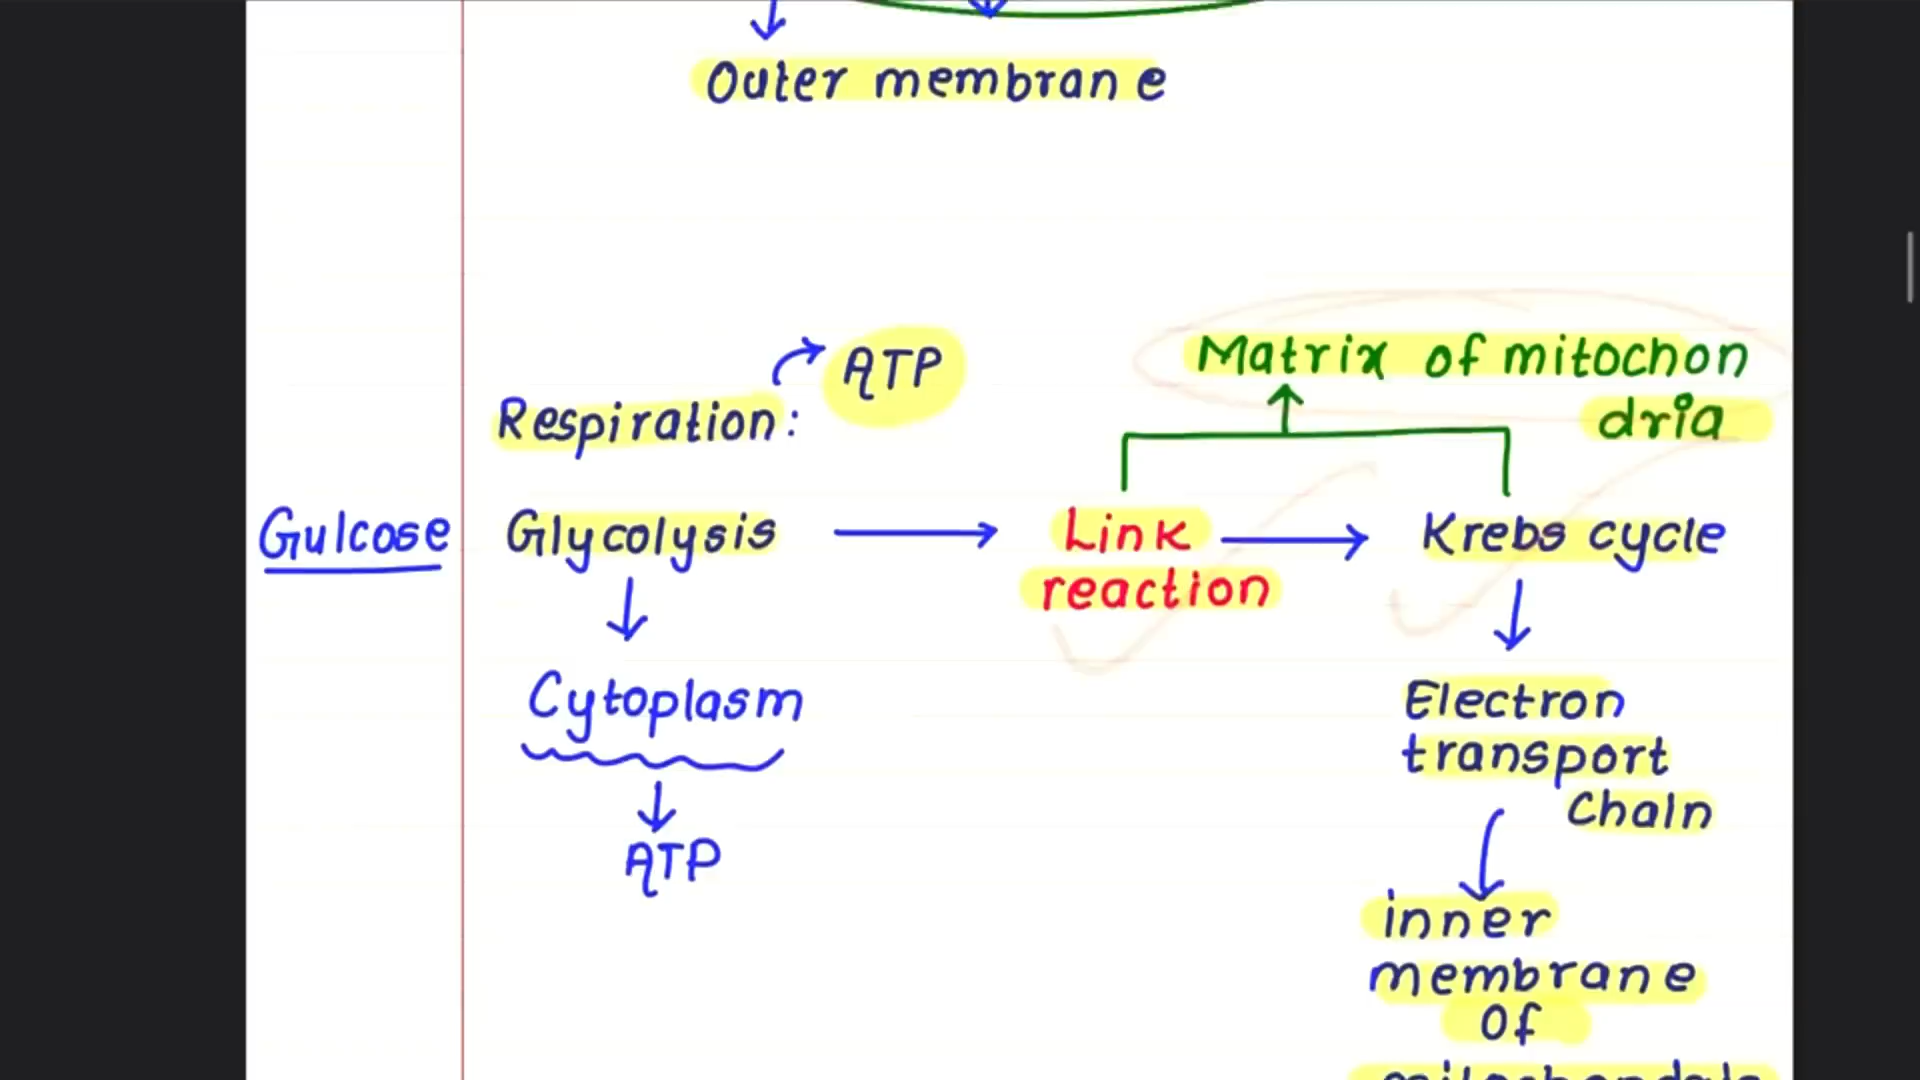 Outer membrane
ATP
Matrix of mitochon
dria
Respiration:
Gulcose Glycolysis Link Krebs cycle
reaction
Cytoplasm Electron
transport
Chain
ATP
inner
membrane
of